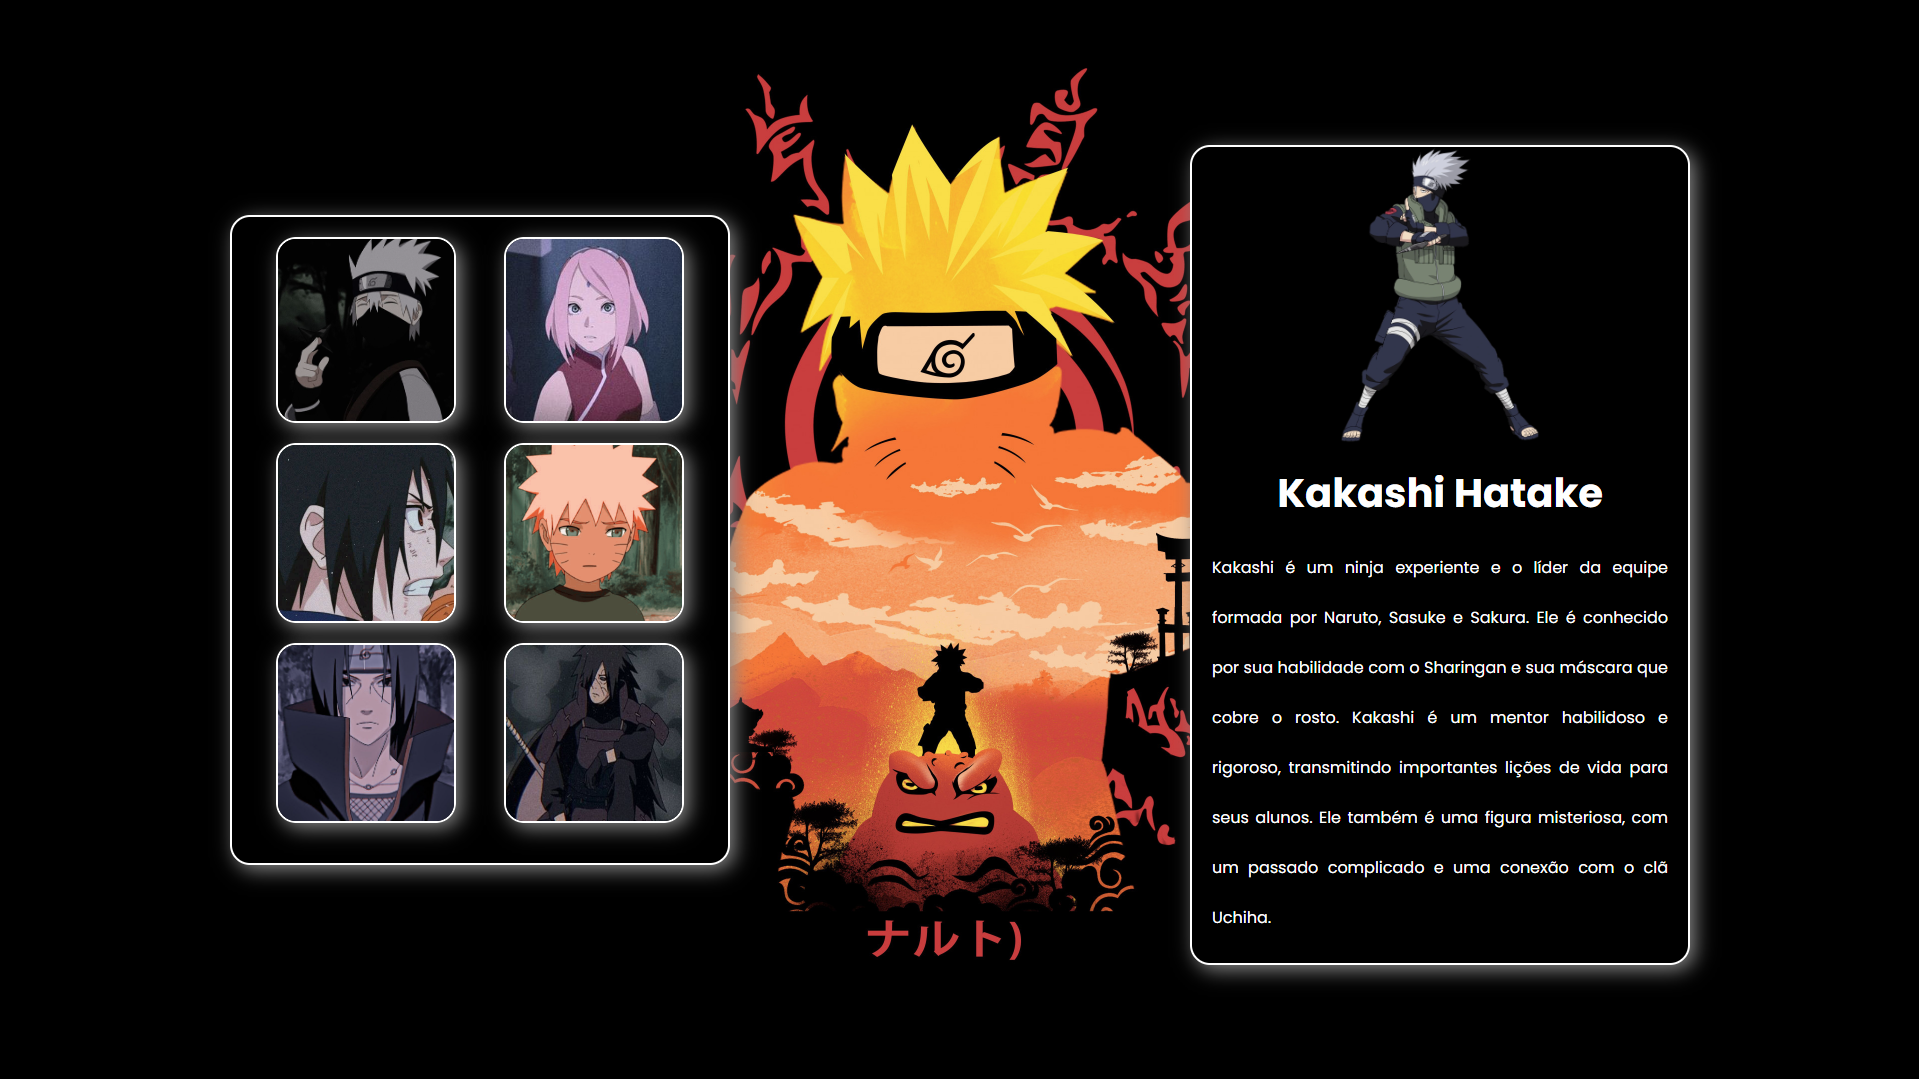 Kakashi Hatake
Kakashi é um ninja experiente e o líder da equipe
formada por Naruto, Sasuke e Sakura. Ele é conhecido
por sua habilidade com o Sharingan e sua máscara que
cobre o rosto. Kakashi é um mentor habilidoso e
rigoroso, transmitindo importantes lições de vida para
seus alunos. Ele também é uma figura misteriosa, com
um passado complicado e uma conexão com o clã
Uchiha.
ナルト)